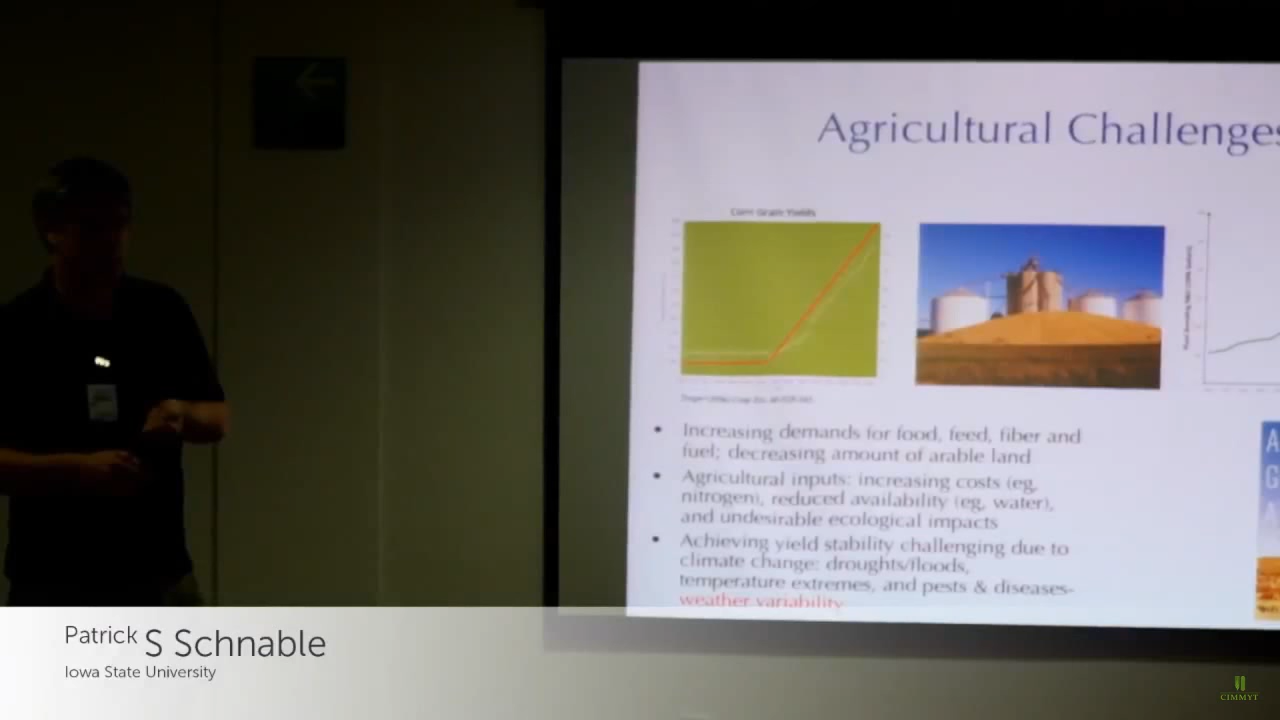 Agricultural Challenges
Corn Grain Yields
• Increasing demands for food, feed, fiber and
fuel; decreasing amount of arable land
• Agricultural inputs: increasing costs (eg,
nitrogen), reduced availability (eg, water),
and undesirable ecological impacts
• Achieving yield stability challenging due to
climate change: droughts/floods,
temperature extremes, and pests & diseases-
weather variability
A
G
A
Patrick S Schnable
Iowa State University
CIMMYT